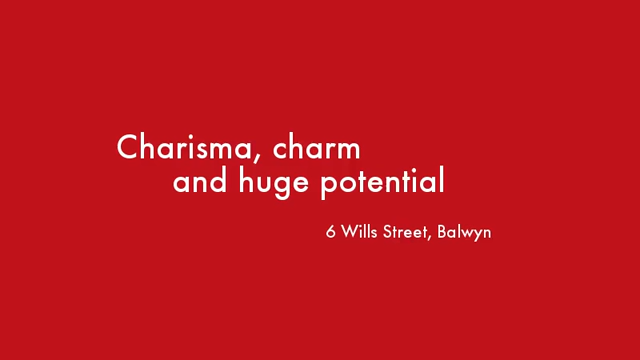 Charisma, charm
and huge potential
6 Wills Street, Balwyn